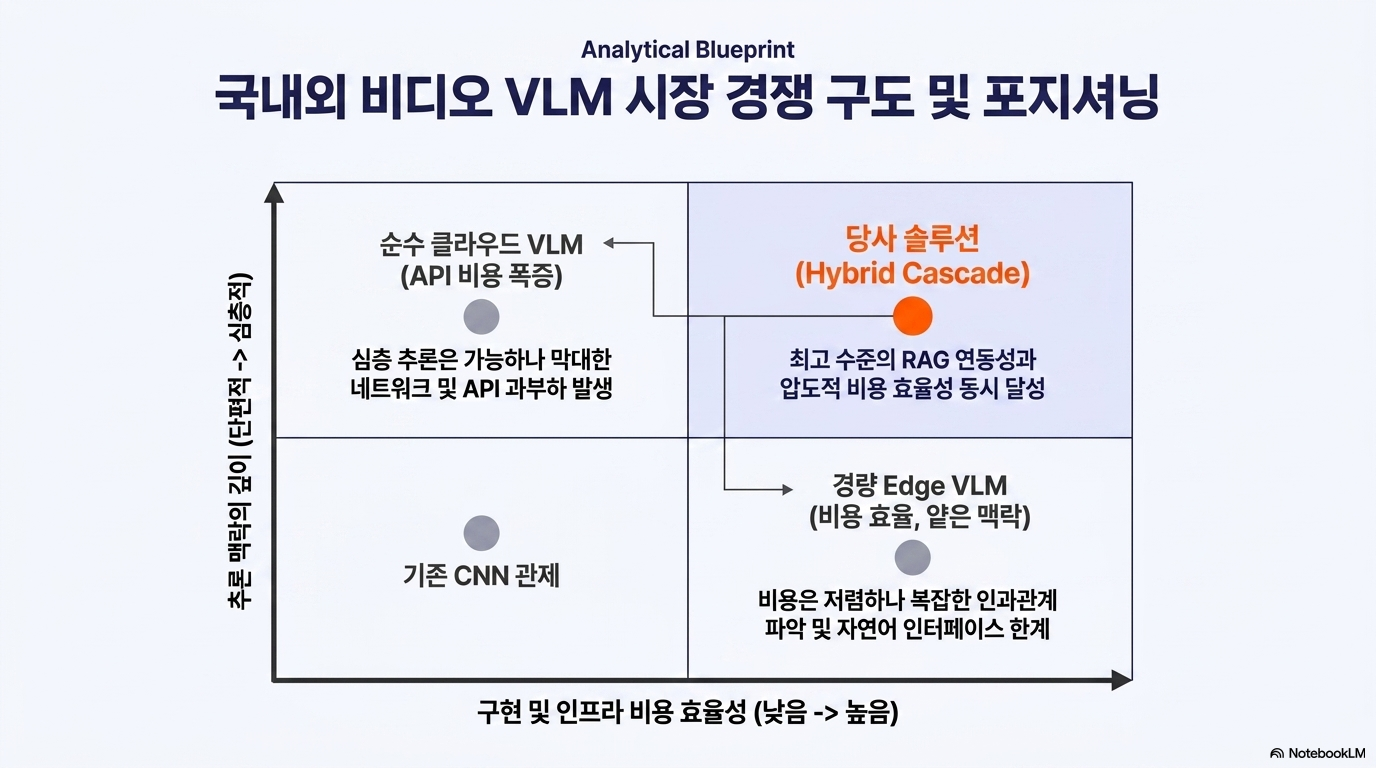 Analytical Blueprint
국내외 비디오 VLM 시장 경쟁 구도 및 포지셔닝
추론 맥락의 깊이 (단편적 -> 심층적)
순수 클라우드 VLM
(API 비용 폭증)
심층 추론은 가능하나 막대한
네트워크 및 API 과부하 발생
당사 솔루션
(Hybrid Cascade)
최고 수준의 RAG 연동성과
압도적 비용 효율성 동시 달성
기존 CNN 관제
경량 Edge VLM
(비용 효율, 얕은 맥락)
비용은 저렴하나 복잡한 인과관계
파악 및 자연어 인터페이스 한계
구현 및 인프라 비용 효율성 (낮음 -> 높음)
NotebookLM